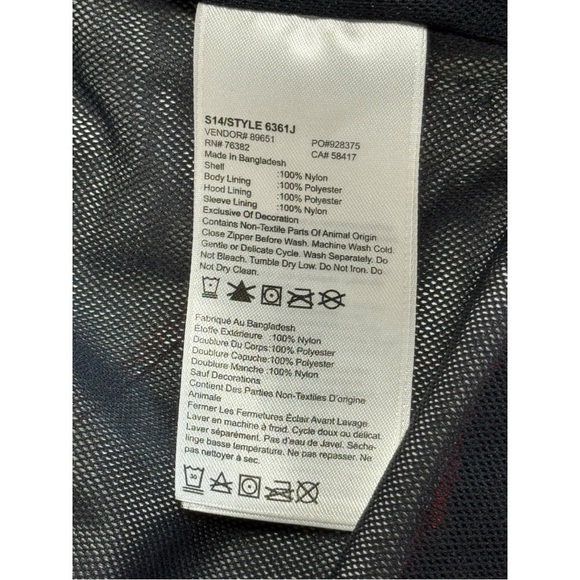 S14/STYLE 6361J
VENDOR# 89651 PO#928375
RN# 76382 CA# 58417
Made In Bangladesh
Shell :100% Nylon
Body Lining :100% Polyester
Hood Lining :100% Polyester
Sleeve Lining :100% Nylon
Exclusive Of Decoration
Contains Non-Textile Parts Of Animal Origin
Close Zipper Before Wash. Machine Wash Cold.
Gentle or Delicate Cycle. Wash Separately. Do
Not Bleach. Tumble Dry Low. Do Not Iron. Do
Not Dry Clean.
Fabriqué Au Bangladesh
Étoffe Extérieure :100% Nylon
Doublure Du Corps:100% Polyester
Doublure Capuche:100% Polyester
Doublure Manche :100% Nylon
Sauf Decorations
Contient Des Parties Non-Textiles D'origine
Animale
Fermer Les Fermetures Éclair Avant Lavage
Laver en machine à froid. Cycle doux ou délicat.
Laver séparément. Pas d'eau de Javel. Sèche-
linge basse température. Ne pas repasser. Ne
pas nettoyer à sec.
30